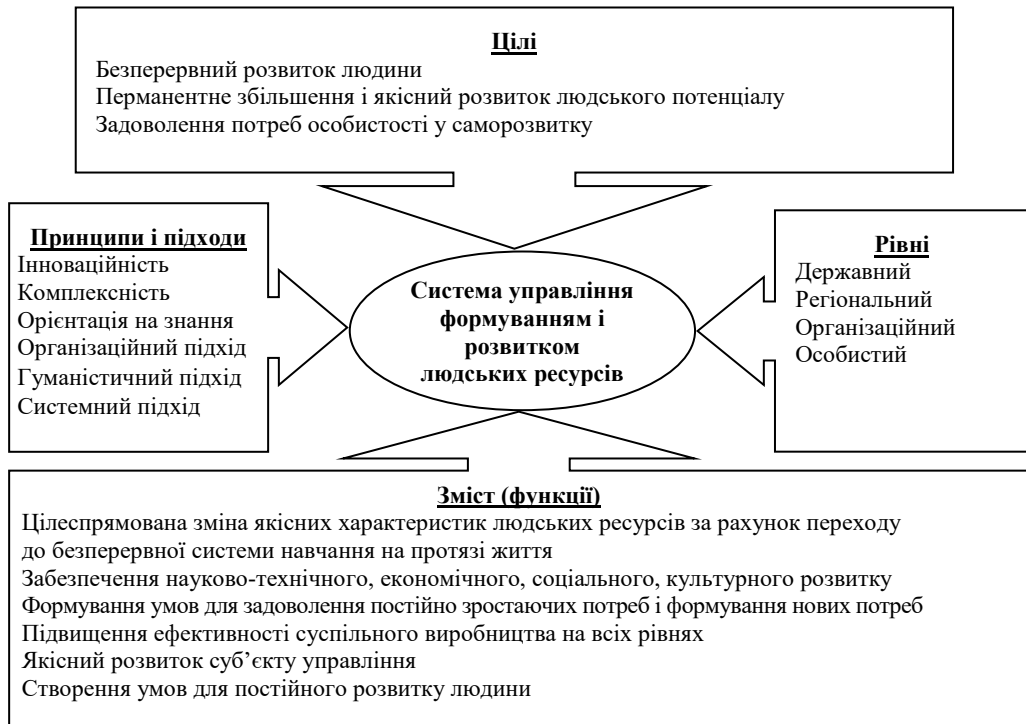 Цілі
Безперервний розвиток людини
Перманентне збільшення і якісний розвиток людського потенціалу
Задоволення потреб особистості у саморозвитку
Принципи і підходи
Інноваційність
Комплексність
Орієнтація на знання
Організаційний підхід
Гуманістичний підхід
Системний підхід
Система управління
формуванням і
розвитком
людських ресурсів
Рівні
Державний
Регіональний
Організаційний
Особистий
Зміст (функції)
Цілеспрямована зміна якісних характеристик людських ресурсів за рахунок переходу
до безперервної системи навчання на протязі життя
Забезпечення науково-технічного, економічного, соціального, культурного розвитку
Формування умов для задоволення постійно зростаючих потреб і формування нових потреб
Підвищення ефективності суспільного виробництва на всіх рівнях
Якісний розвиток суб’єкту управління
Створення умов для постійного розвитку людини